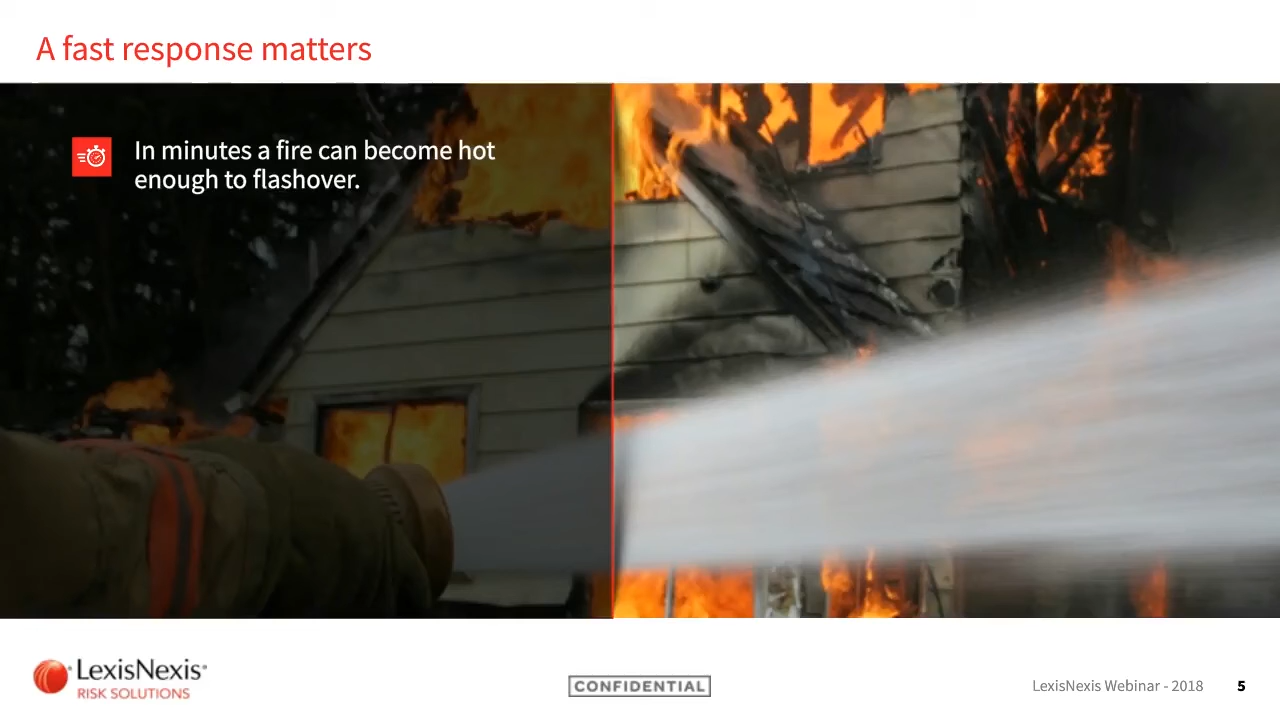 A fast response matters
In minutes a fire can become hot
enough to flashover.
LexisNexis®
RISK SOLUTIONS
CONFIDENTIAL
LexisNexis Webinar - 2018 5